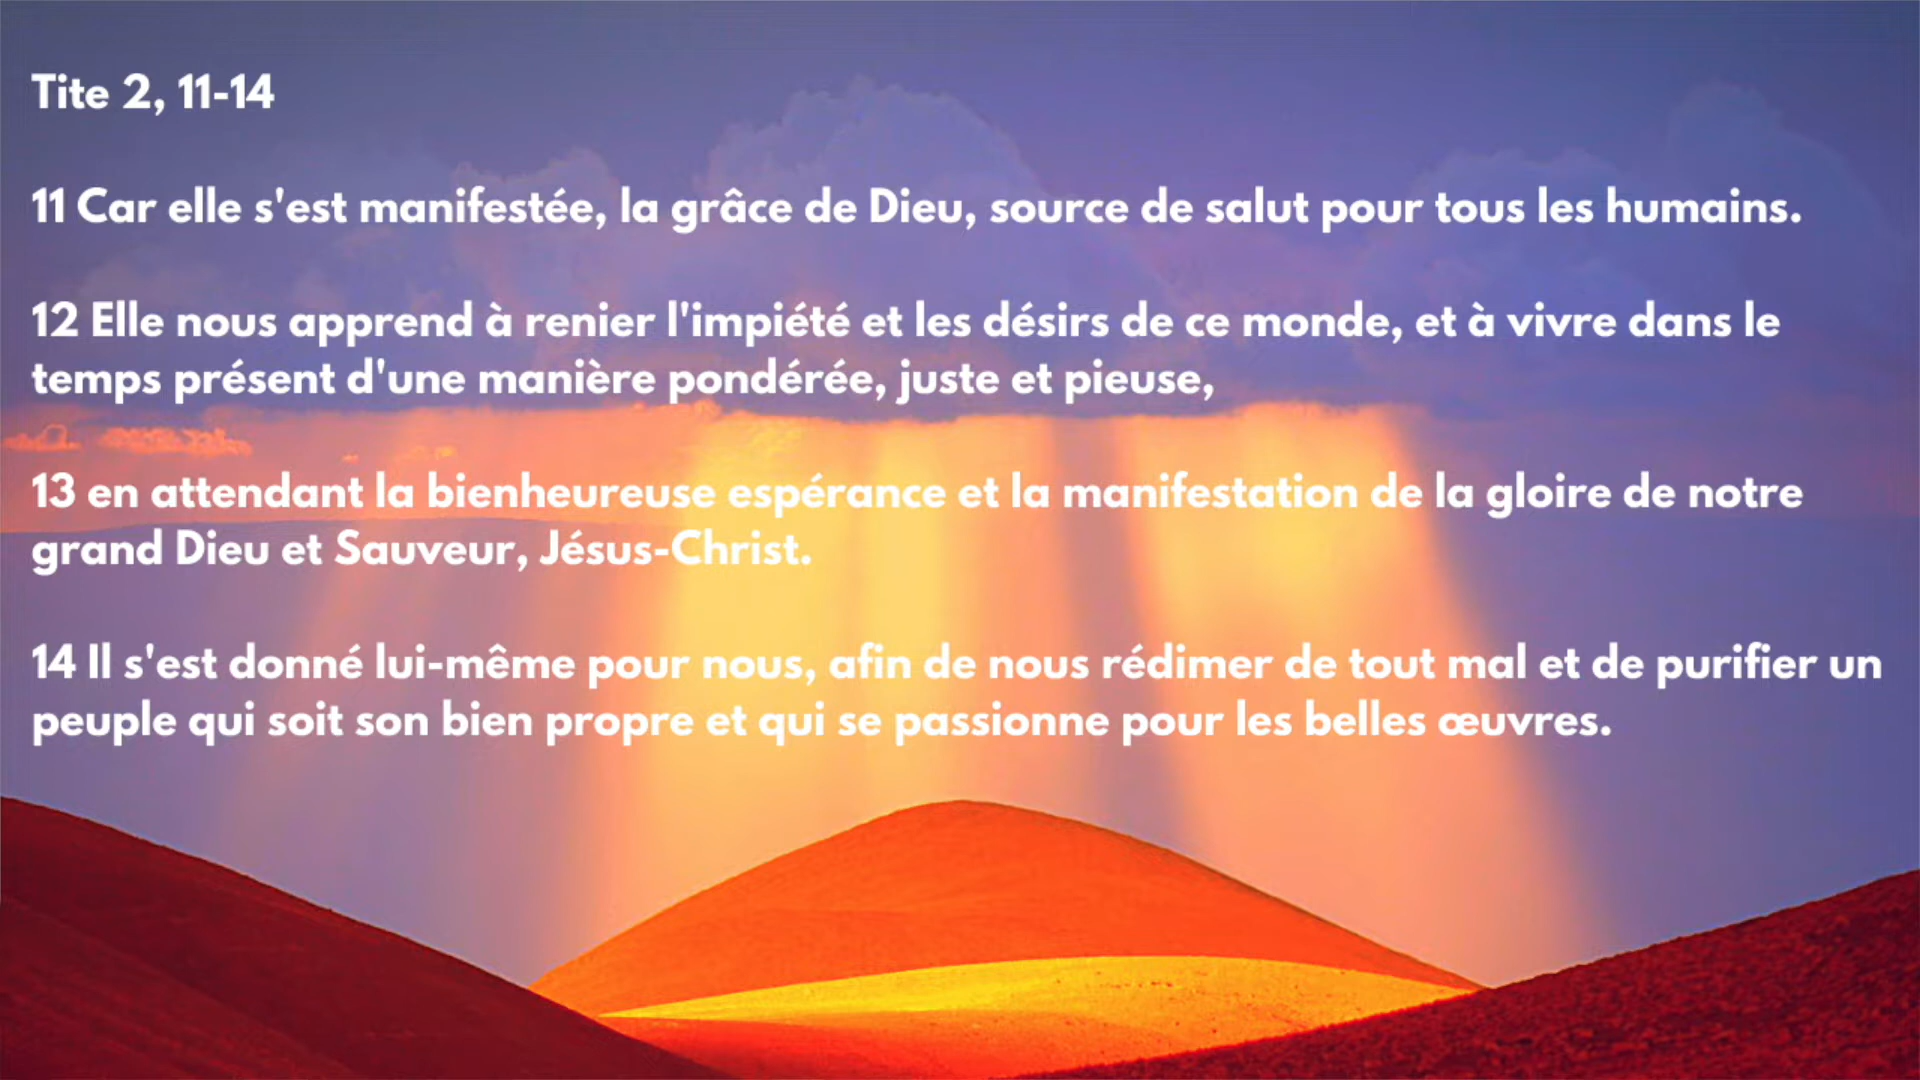 Tite 2, 11-14
11 Car elle s'est manifestée, la grâce de Dieu, source de salut pour tous les humains.
12 Elle nous apprend à renier l'impiété et les désirs de ce monde, et à vivre dans le
temps présent d'une manière pondérée, juste et pieuse,
13 en attendant la bienheureuse espérance et la manifestation de la gloire de notre
grand Dieu et Sauveur, Jésus-Christ.
14 Il s'est donné lui-même pour nous, afin de nous rédimer de tout mal et de purifier un
peuple qui soit son bien propre et qui se passionne pour les belles œuvres.